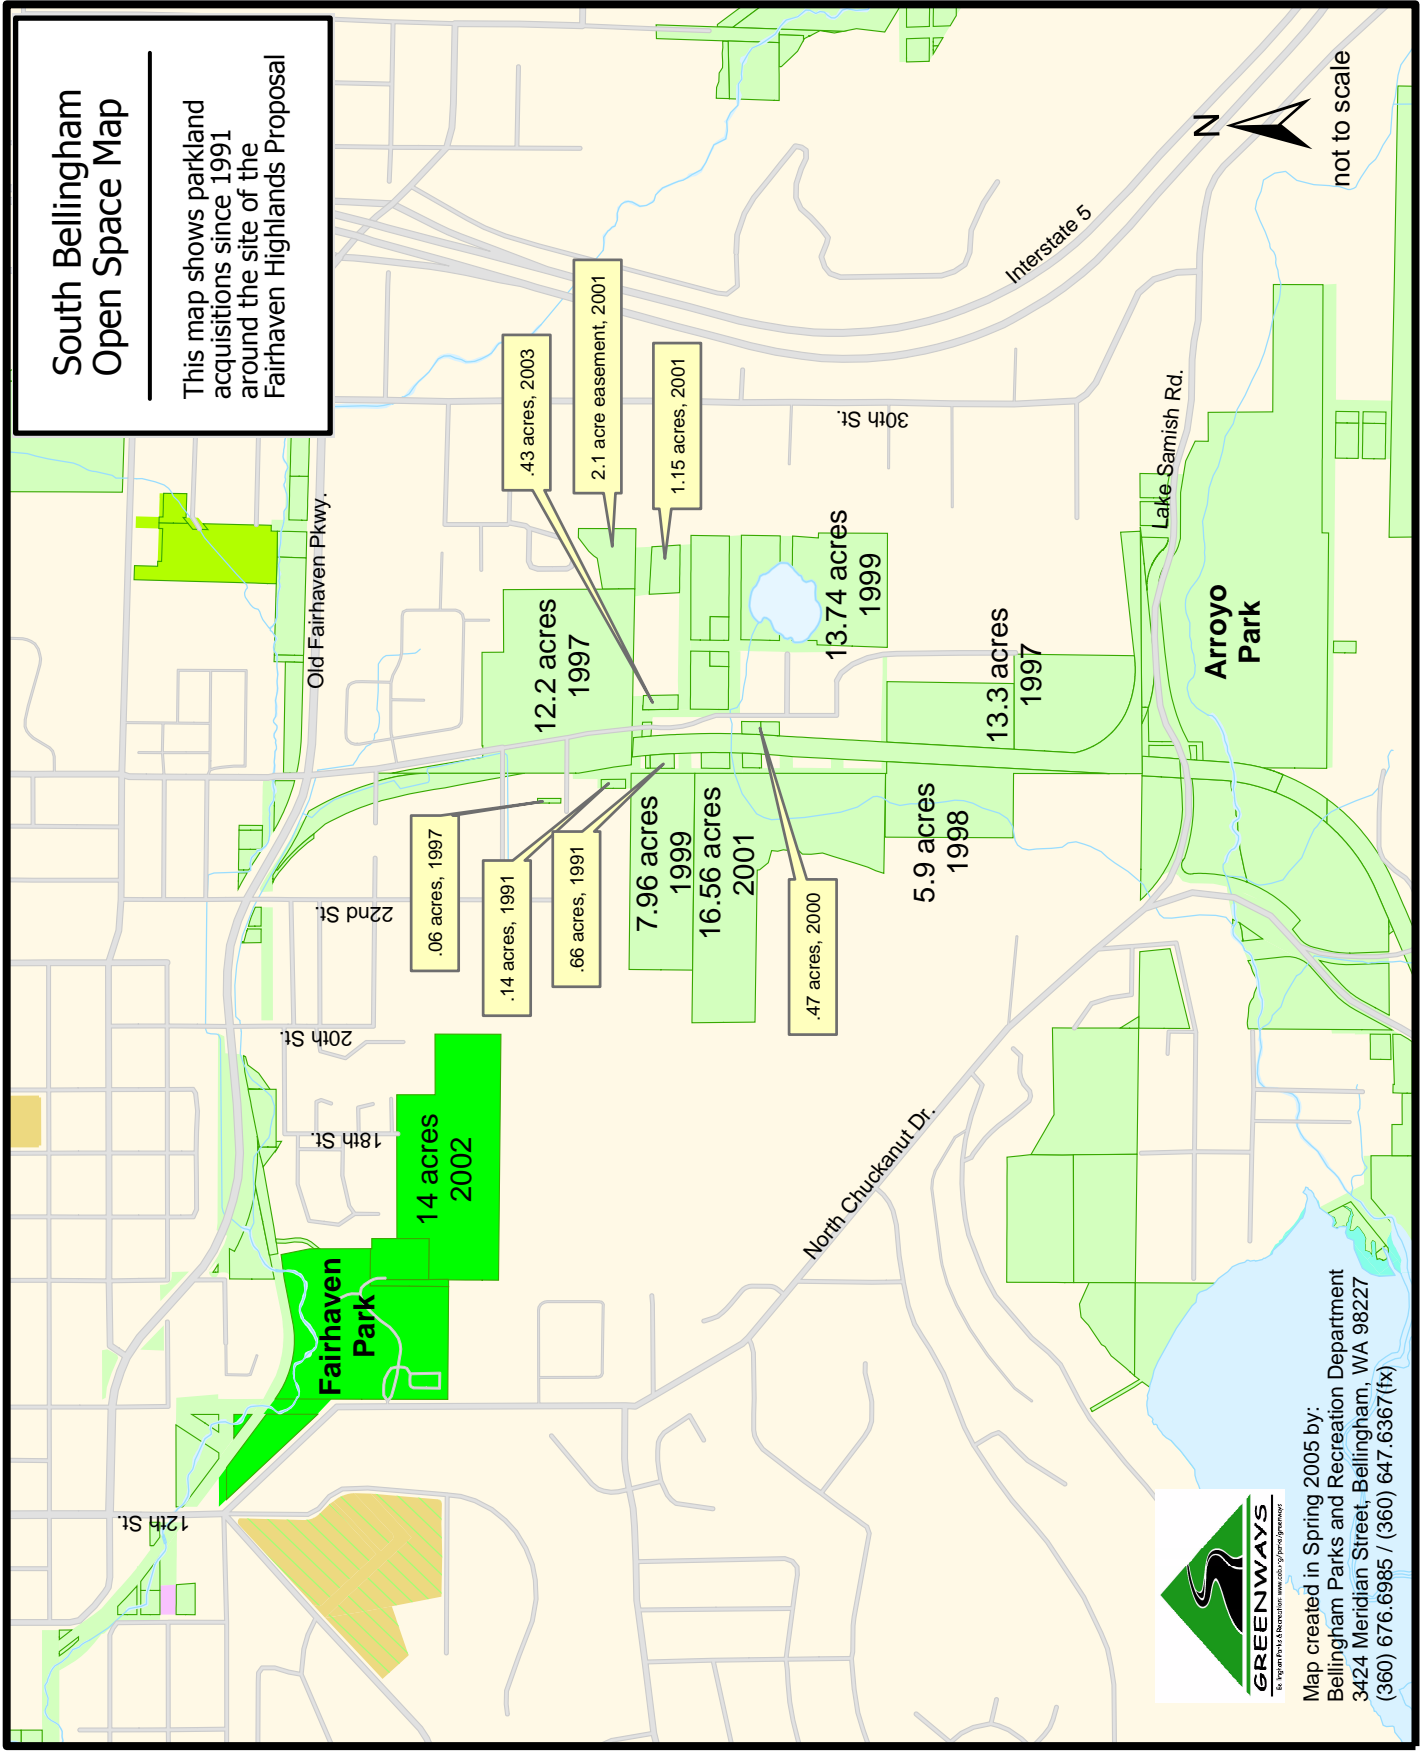 South Bellingham
Open Space Map
This map shows parkland
acquisitions since 1991
around the site of the
Fairhaven Highlands Proposal
Old Fairhaven Pkwy.
12th St.
18th St.
20th St.
22nd St.
30th St.
Fairhaven
Park
14 acres
2002
.06 acres, 1997
.14 acres, 1991
.66 acres, 1991
.43 acres, 2003
2.1 acre easement, 2001
1.15 acres, 2001
12.2 acres
1997
7.96 acres
1999
16.56 acres
2001
.47 acres, 2000
13.74 acres
1999
5.9 acres
1998
13.3 acres
1997
North Chuckanut Dr.
Interstate 5
Lake Samish Rd.
Arroyo
Park
N
not to scale
GREENWAYS
Map created in Spring 2005 by:
Bellingham Parks and Recreation Department
3424 Meridian Street, Bellingham, WA 98227
(360) 676.6985 / (360) 647.6367(fx)